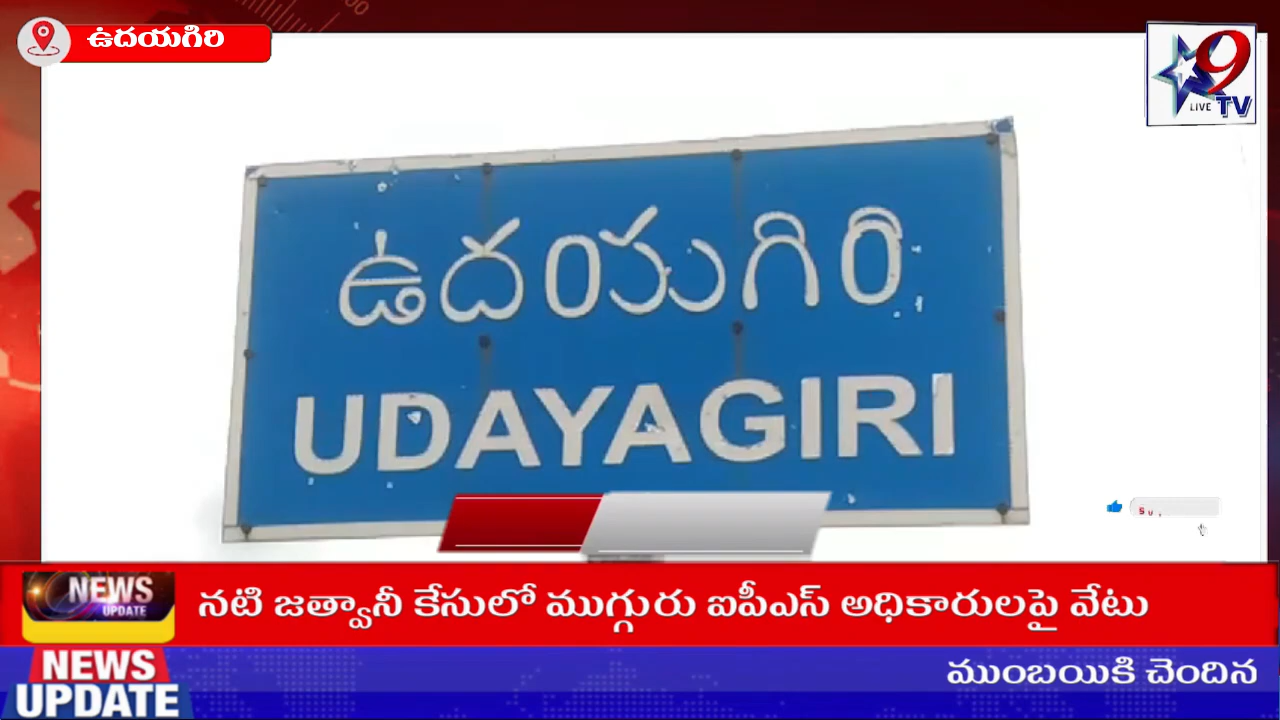 ఉదయగిరి
9
LIVE TV
ఉదయగిరి
UDAYAGIRI
NEWS
UPDATE
నటి జత్వానీ కేసులో ముగ్గురు ఐపీఎస్ అధికారులపై వేటు
NEWS
UPDATE
ముంబయికి చెందిన